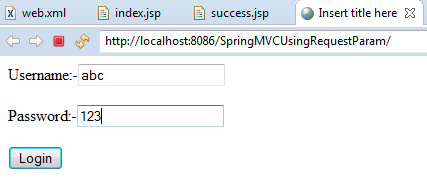 web.xml index.jsp success.jsp Insert title here
http://localhost:8086/SpringMVCUsingRequestParam/
Username:- abc
Password:- 123
Login